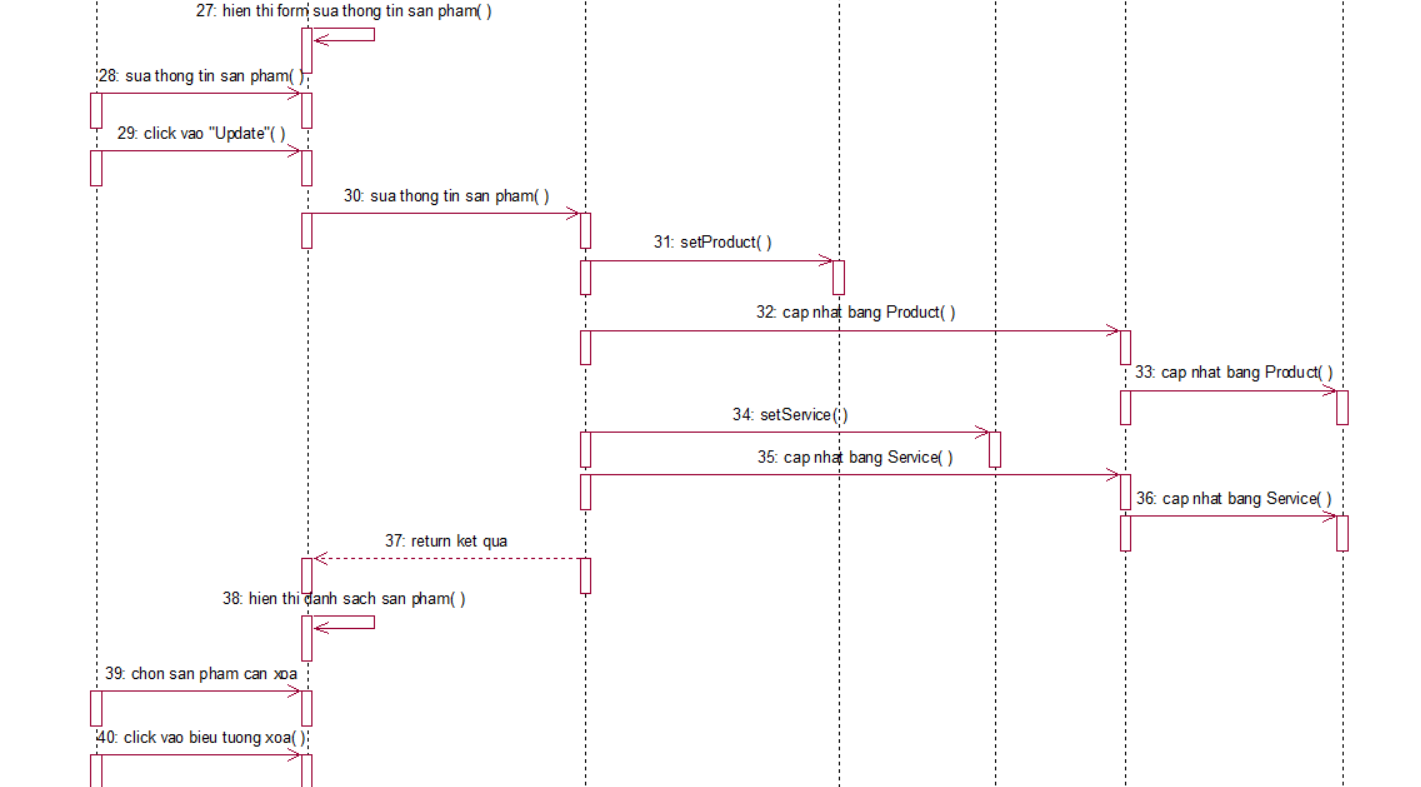 27: hien thi form sua thong tin san pham( )
28: sua thong tin san pham( )
29: click vao "Update"( )
30: sua thong tin san pham( )
31: setProduct( )
32: cap nhat bang Product( )
33: cap nhat bang Product( )
34: setService( )
35: cap nhat bang Service( )
36: cap nhat bang Service( )
37: return ket qua
38: hien thi danh sach san pham( )
39: chon san pham can xoa
40: click vao bieu tuong xoa( )